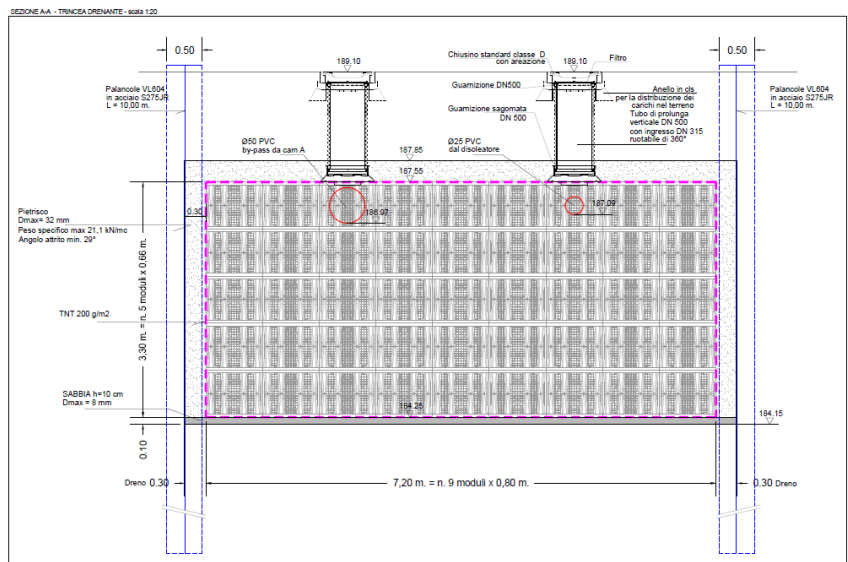 SEZIONE A-A - TRINCEA DRENANTE - scala 1:20
0.50
189.10
Chiusino standard classe D
con areazione
189.10
Filtro
0.50
Palancole VL604
in acciaio S275JR
L = 10,00 m.
Guarnizione DN500
Guarnizione sagomata
DN 500
Anello in cls
per la distribuzione dei
carichi nel terreno
Tubo di prolunga
verticale DN 500
con ingresso DN 315
ruotabile di 360°
Palancole VL604
in acciaio S275JR
L = 10,00 m.
Ø50 PVC
by-pass da cam A
187.85
187.55
Ø25 PVC
dal disoleatore
Pietrisco
Dmax= 32 mm
Peso specifico max 21,1 kN/mc
Angolo attrito min. 29°
0.30
186.97
187.09
TNT 200 g/m2
3.30 m. = n. 5 moduli x 0,66 m.
SABBIA h=10 cm
Dmax = 8 mm
184.25
184.15
0.10
Dreno 0.30
7,20 m. = n. 9 moduli x 0,80 m.
0.30 Dreno